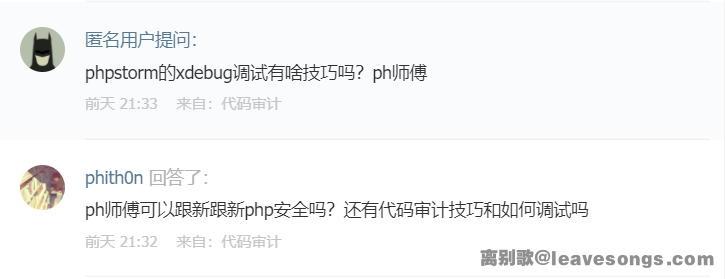 匿名用户提问：
phpstorm的xdebug调试有啥技巧吗？ph师傅
前天 21:33 来自：代码审计
phith0n 回答了：
ph师傅可以跟新跟新php安全吗？还有代码审计技巧和如何调试吗
前天 21:32 来自：代码审计
离别歌@leavesongs.com